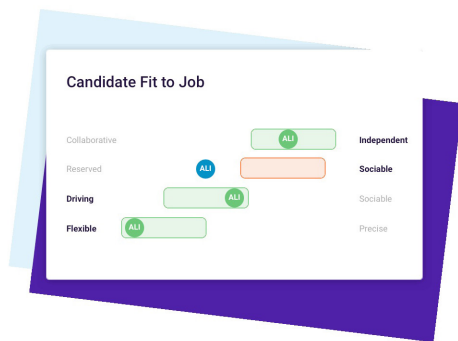 Candidate Fit to Job
Collaborative ALI Independent
Reserved ALI Sociable
Driving ALI Sociable
Flexible ALI Precise